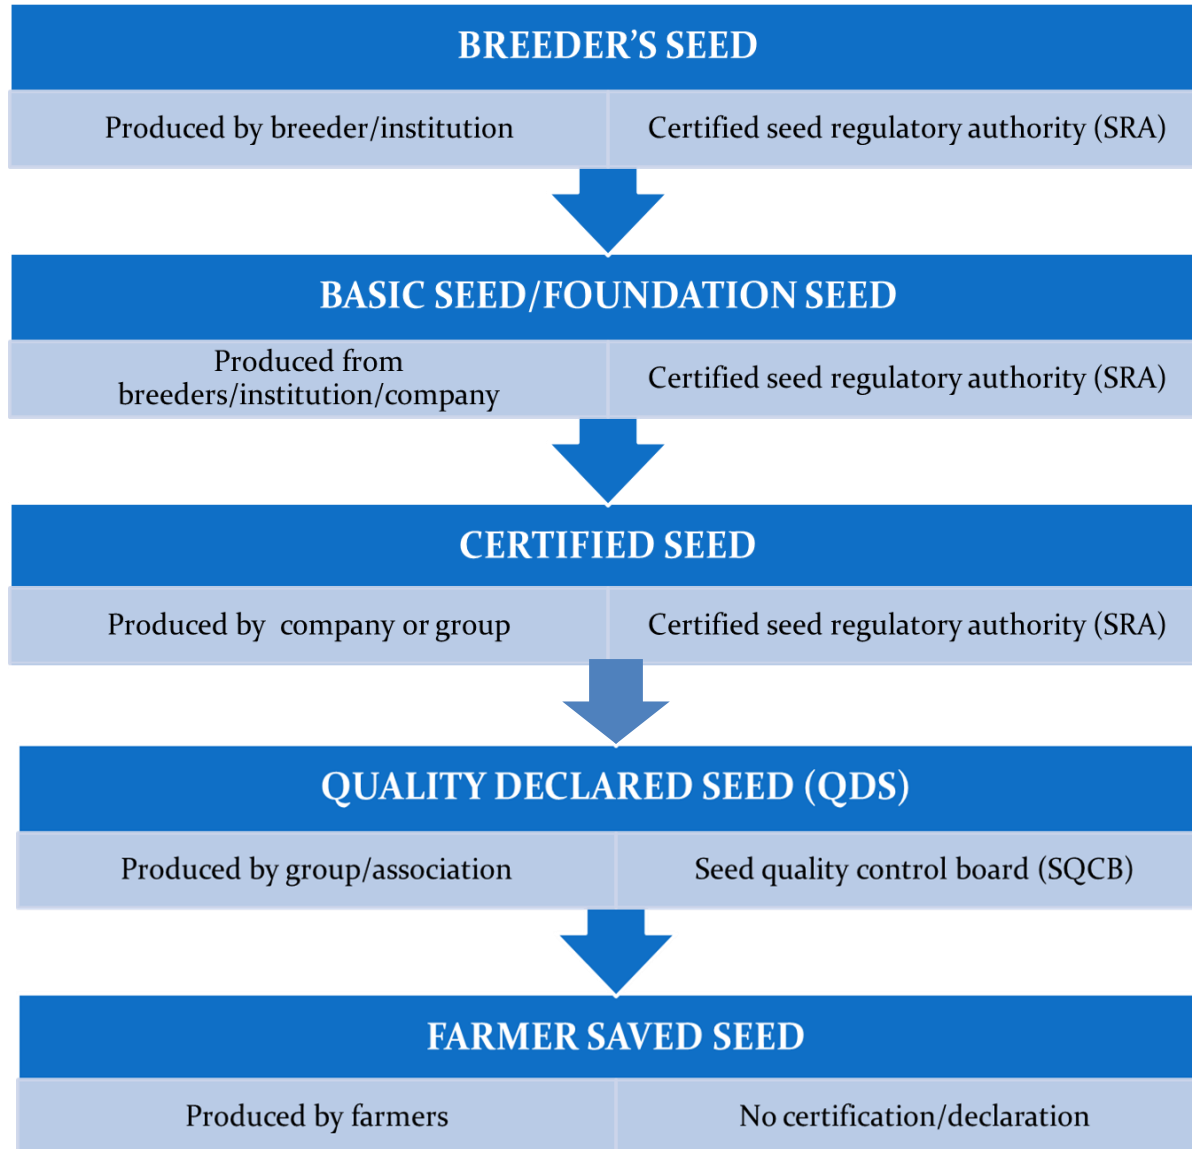 BREEDER’S SEED
Produced by breeder/institution
Certified seed regulatory authority (SRA)
BASIC SEED/FOUNDATION SEED
Produced from
breeders/institution/company
Certified seed regulatory authority (SRA)
CERTIFIED SEED
Produced by company or group
Certified seed regulatory authority (SRA)
QUALITY DECLARED SEED (QDS)
Produced by group/association
Seed quality control board (SQCB)
FARMER SAVED SEED
Produced by farmers
No certification/declaration